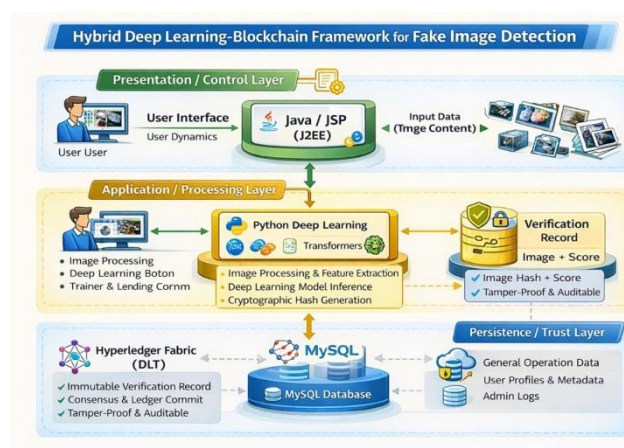 Hybrid Deep Learning-Blockchain Framework for Fake Image Detection
Presentation / Control Layer
User User
User Interface
User Dynamics
Java / JSP
(J2EE)
Input Data
(Tmge Content)
Application / Processing Layer
• Image Processing
• Deep Learning Boton
• Trainer & Lending Cornm
Python Deep Learning
Transformers
• Image Processing & Feature Extraction
• Deep Learning Model Inference
• Cryptographic Hash Generation
Verification
Record
Image + Score
✓ Image Hash + Score
✓ Tamper-Proof & Auditable
Persistence / Trust Layer
Hyperledger Fabric
(DLT)
✓ Immutable Verification Record
✓ Consensus & Ledger Commit
✓ Tamper-Proof & Auditable
MySQL
MySQL Database
General Operation Data
User Profiles & Metadata
Admin Logs